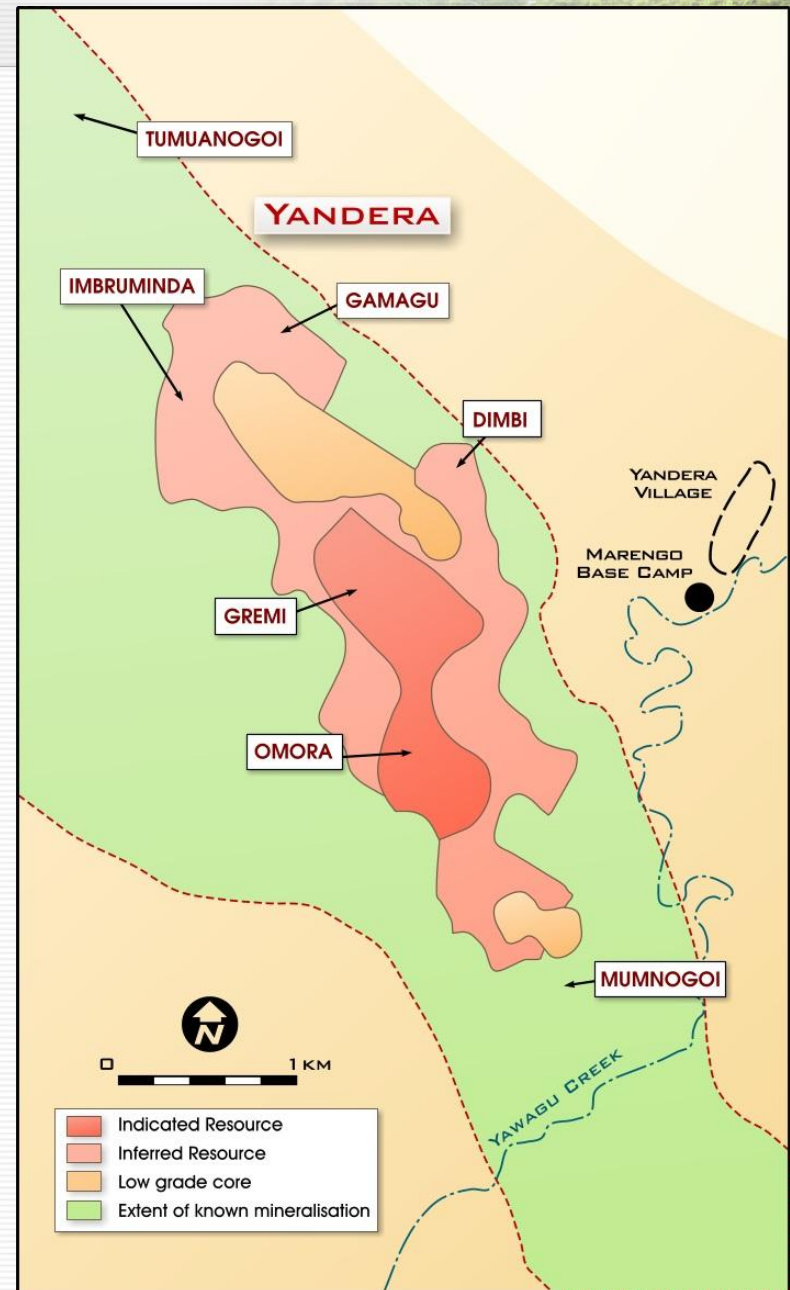 TUMUANOGOI
YANDERA
IMBRUMINDA
GAMAGU
DIMBI
YANDERA
VILLAGE
MARENGO
BASE CAMP
GREMI
OMORA
MUMNOGOI
N
0 1 KM
YAWAGU CREEK
Indicated Resource
Inferred Resource
Low grade core
Extent of known mineralisation